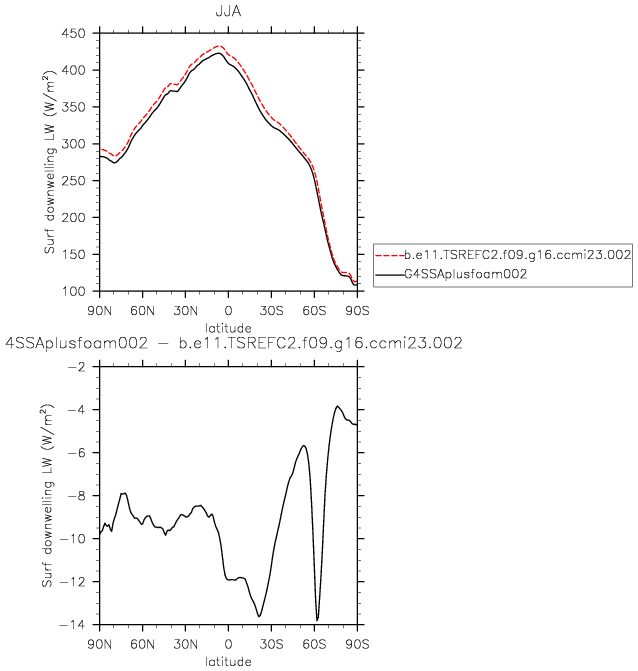 JJA
Surf downwelling LW (W/m²)
450
400
350
300
250
200
150
100
90N 60N 30N 0 30S 60S 90S
latitude
b.e11.TSREFC2.f09.g16.ccmi23.002
G4SSAplusfoam002
4SSAplusfoam002 - b.e11.TSREFC2.f09.g16.ccmi23.002
Surf downwelling LW (W/m²)
-2
-4
-6
-8
-10
-12
-14
90N 60N 30N 0 30S 60S 90S
latitude